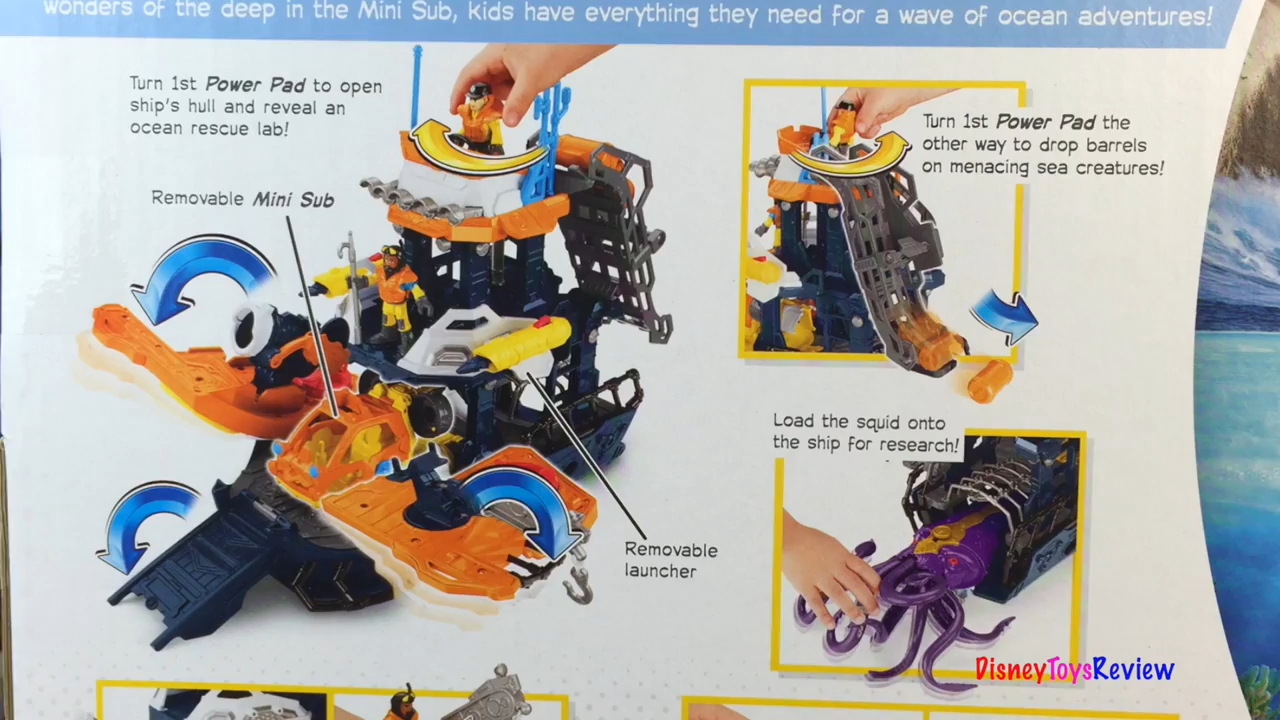 wonders of the deep in the Mini Sub, kids have everything they need for a wave of ocean adventures!
Turn 1st Power Pad to open
ship's hull and reveal an
ocean rescue lab!
Removable Mini Sub
Removable
launcher
Turn 1st Power Pad the
other way to drop barrels
on menacing sea creatures!
Load the squid onto
the ship for research!
DisneyToysReview